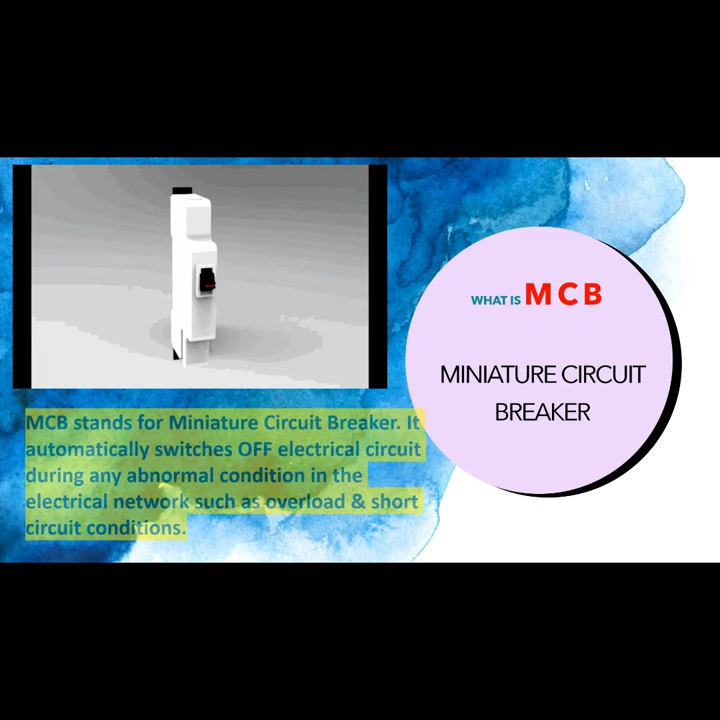 WHAT IS MCB
MINIATURE CIRCUIT
BREAKER
MCB stands for Miniature Circuit Breaker. It
automatically switches OFF electrical circuit
during any abnormal condition in the
electrical network such as overload & short
circuit conditions.